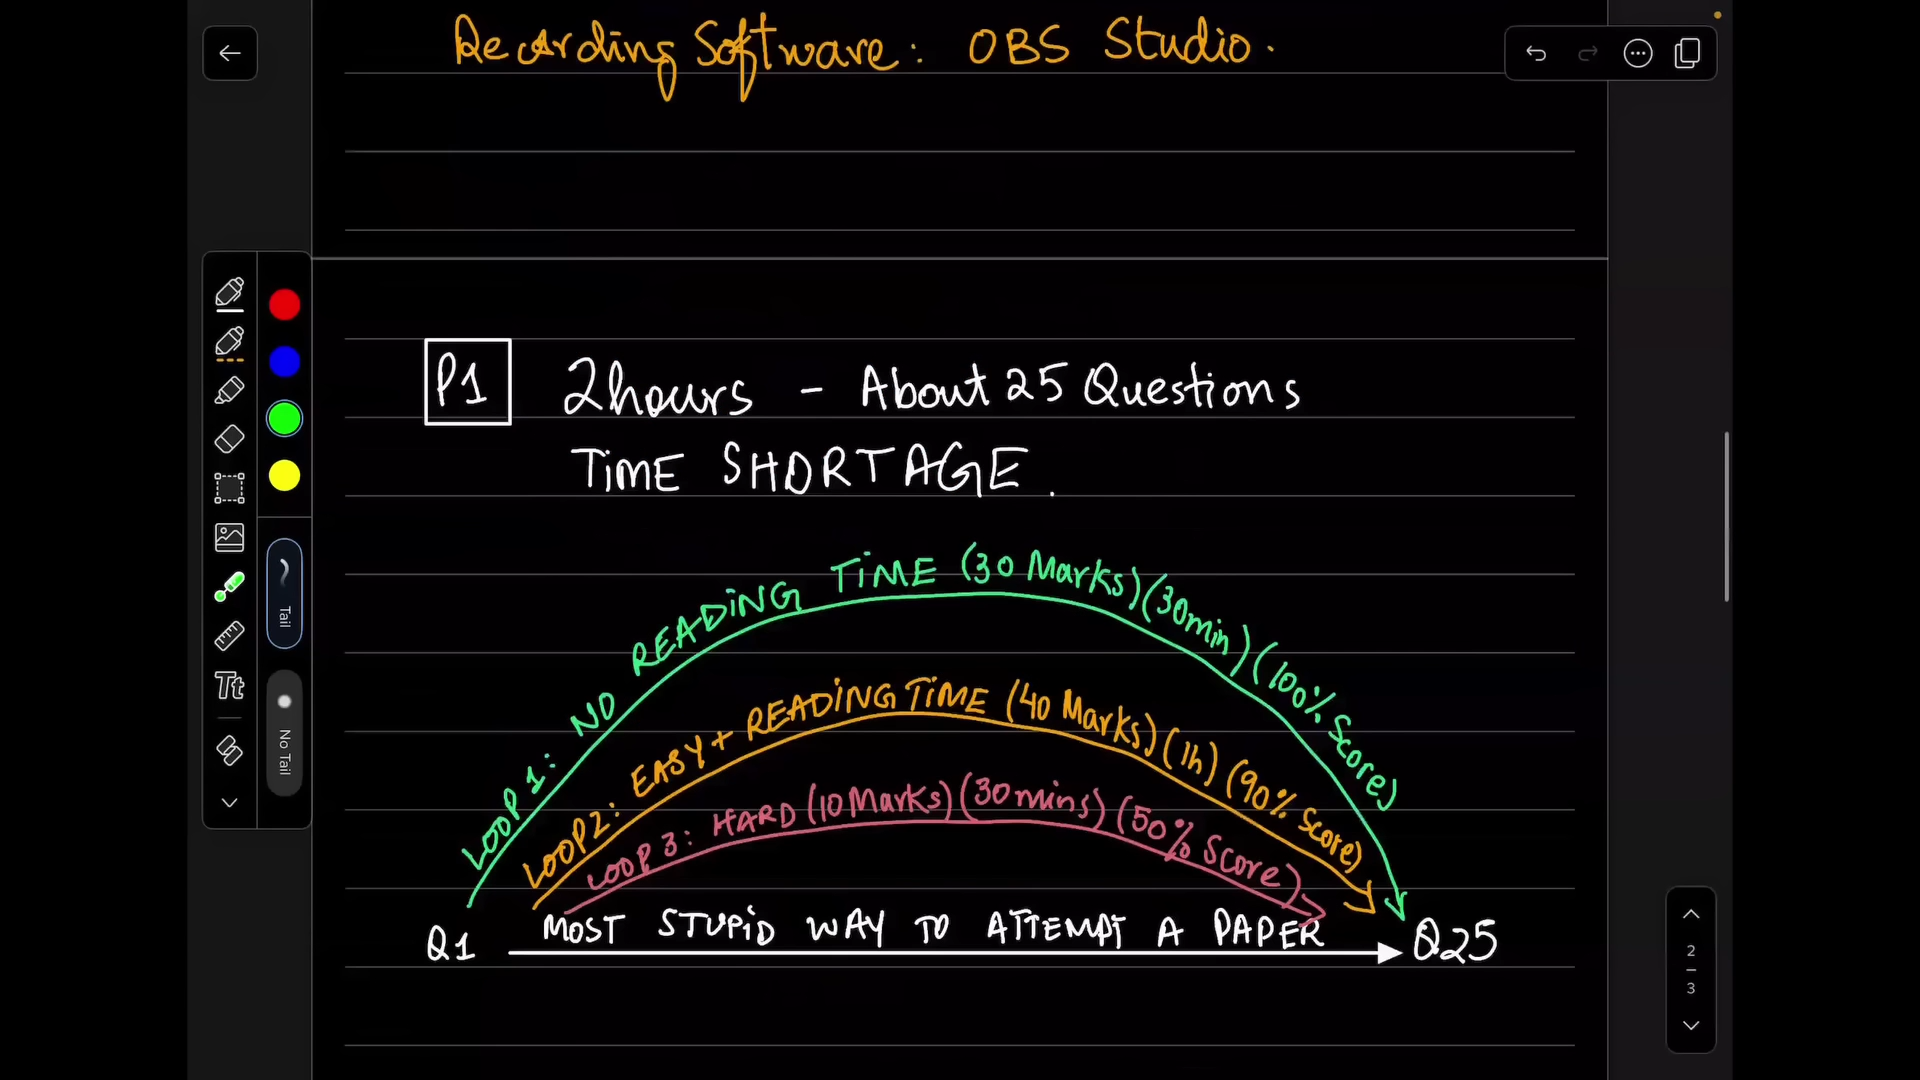 Recording Software: OBS Studio.
P1 2hours - About 25 Questions
TIME SHORTAGE.
LOOP 1: NO READING TIME (30 Marks) (30min) (100% Score)
LOOP2: EASY + READING TIME (40 Marks) (1h) (90% Score)
LOOP 3: HARD (10Marks) (30mins) (50% Score)
MOST STUPID WAY TO ATTEMPT A PAPER
Q1 Q25
Tail
No Tail
Tt
2
3